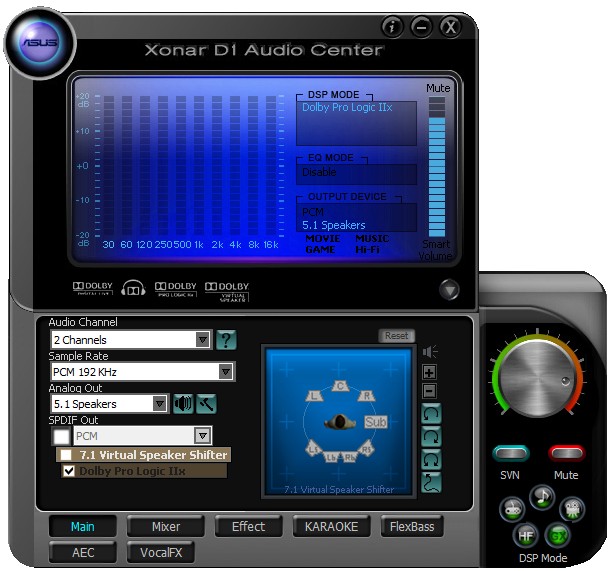 ASUS
i
Xonar D1 Audio Center
+20
dB
+10
+0
-10
-20
dB
30 60 120 250 500 1k 2k 4k 8k 16k
DSP MODE
Dolby Pro Logic IIx
EQ MODE
Disable
OUTPUT DEVICE
PCM
5.1 Speakers
MOVIE MUSIC
GAME Hi-Fi
Mute
Smart
Volume
DOLBY
DIGITAL LIVE
DOLBY
PRO LOGIC IIx
DOLBY
VIRTUAL
SPEAKER
Audio Channel
2 Channels
?
Sample Rate
PCM 192 KHz
Analog Out
5.1 Speakers
SPDIF Out
PCM
7.1 Virtual Speaker Shifter
Dolby Pro Logic IIx
Reset
L C R
Sub
Ls Lb Rb Rs
7.1 Virtual Speaker Shifter
SVN Mute
HF
DSP Mode
Main Mixer Effect KARAOKE FlexBass
AEC VocalFX